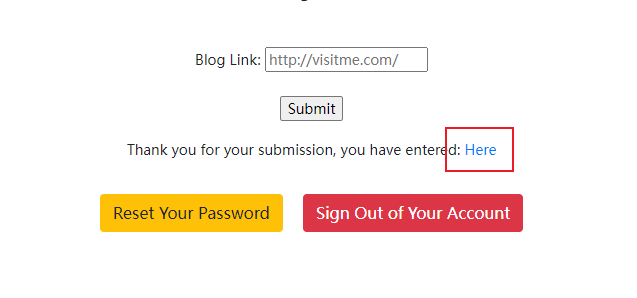 Blog Link: http://visitme.com/
Submit
Thank you for your submission, you have entered: Here
Reset Your Password Sign Out of Your Account